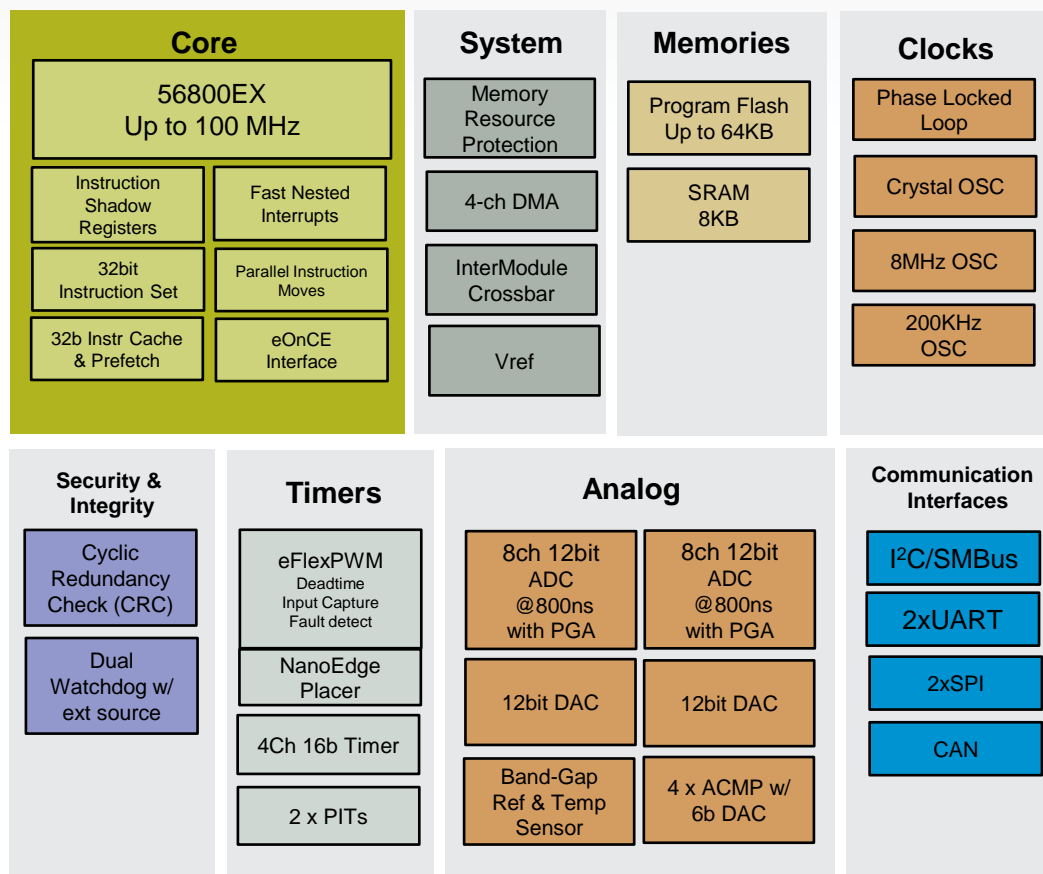 Core
56800EX
Up to 100 MHz
Instruction
Shadow
Registers
Fast Nested
Interrupts
32bit
Instruction Set
Parallel Instruction
Moves
32b Instr Cache
& Prefetch
eOnCE
Interface
System
Memory
Resource
Protection
4-ch DMA
InterModule
Crossbar
Vref
Memories
Program Flash
Up to 64KB
SRAM
8KB
Clocks
Phase Locked
Loop
Crystal OSC
8MHz OSC
200KHz
OSC
Security &
Integrity
Cyclic
Redundancy
Check (CRC)
Dual
Watchdog w/
ext source
Timers
eFlexPWM
Deadtime
Input Capture
Fault detect
NanoEdge
Placer
4Ch 16b Timer
2 x PITs
Analog
8ch 12bit
ADC
@800ns
with PGA
8ch 12bit
ADC
@800ns
with PGA
12bit DAC
12bit DAC
Band-Gap
Ref & Temp
Sensor
4 x ACMP w/
6b DAC
Communication
Interfaces
I²C/SMBus
2xUART
2xSPI
CAN